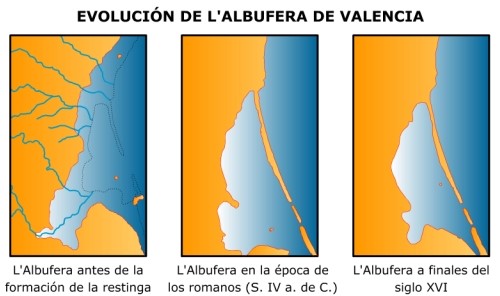 EVOLUCIÓN DE L'ALBUFERA DE VALENCIA
L'Albufera antes de la
formación de la restinga
L'Albufera en la época de
los romanos (S. IV a. de C.)
L'Albufera a finales del
siglo XVI